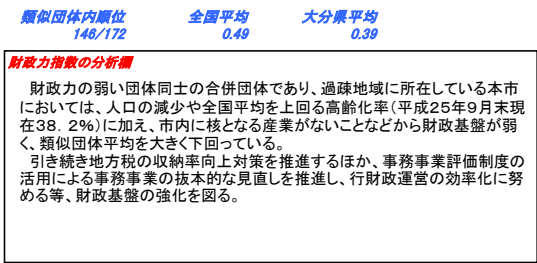 類似団体内順位 全国平均 大分県平均
146/172 0.49 0.39
財政力指数の分析欄
財政力の弱い団体同士の合併団体であり、過疎地域に所在している本市
においては、人口の減少や全国平均を上回る高齢化率(平成25年9月末現
在38．2%)に加え、市内に核となる産業がないことなどから財政基盤が弱
く、類似団体平均を大きく下回っている。
引き続き地方税の収納率向上対策を推進するほか、事務事業評価制度の
活用による事務事業の抜本的な見直しを推進し、行財政運営の効率化に努
める等、財政基盤の強化を図る。